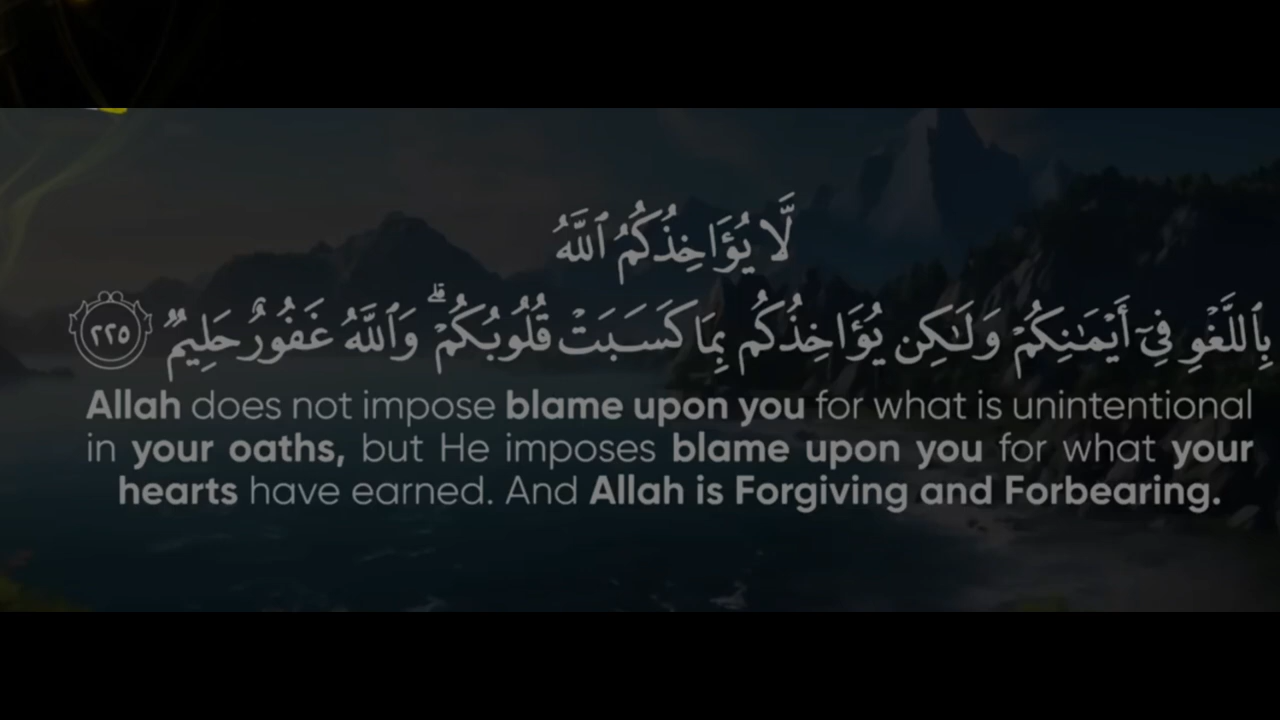 لَّا يُؤَاخِذُكُمُ ٱللَّهُ
بِٱللَّغْوِ فِىٓ أَيْمَـٰنِكُمْ وَلَـٰكِن يُؤَاخِذُكُم بِمَا كَسَبَتْ قُلُوبُكُمْ ۗ وَٱللَّهُ غَفُورٌ حَلِيمٌ ٢٢٥
Allah does not impose blame upon you for what is unintentional
in your oaths, but He imposes blame upon you for what your
hearts have earned. And Allah is Forgiving and Forbearing.